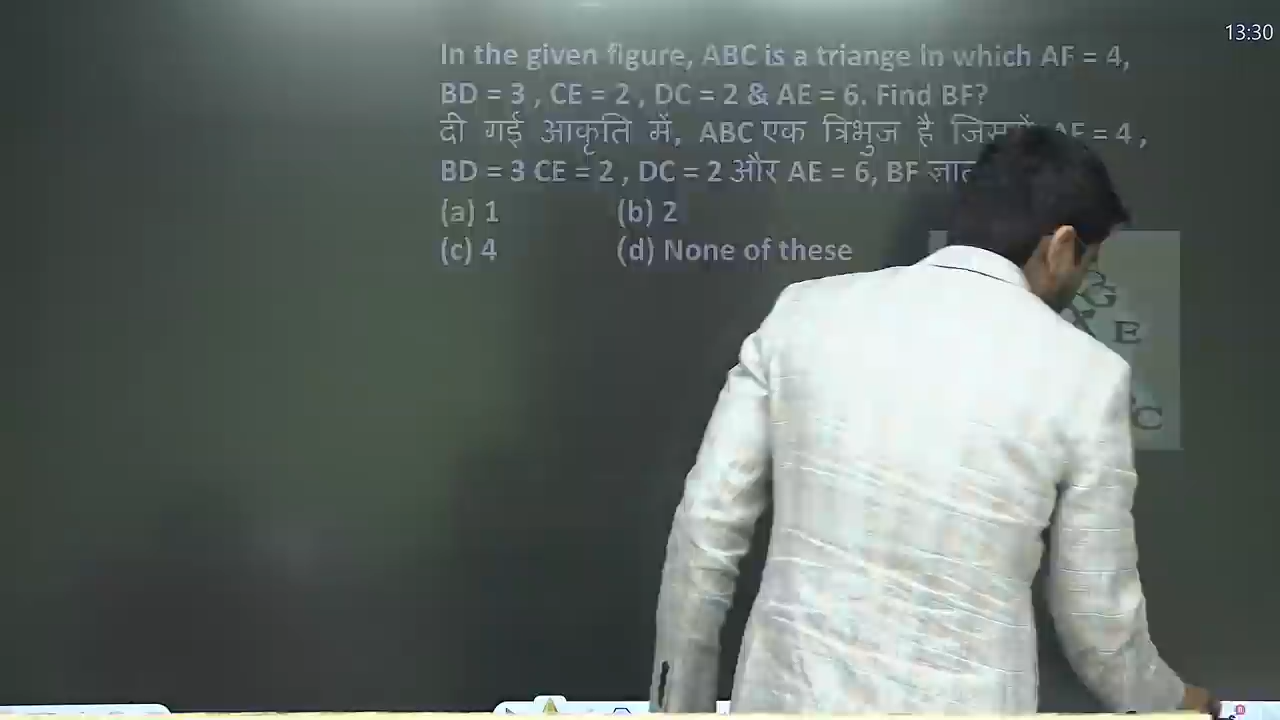 13:30
In the given figure, ABC is a triange in which AF = 4,
BD = 3 , CE = 2 , DC = 2 & AE = 6. Find BF?
दी गई आकृति में, ABC एक त्रिभुज है AF = 4 ,
BD = 3 CE = 2 , DC = 2 और AE = 6, BF
(a) 1 (b) 2
(c) 4 (d) None of these
G
E
C